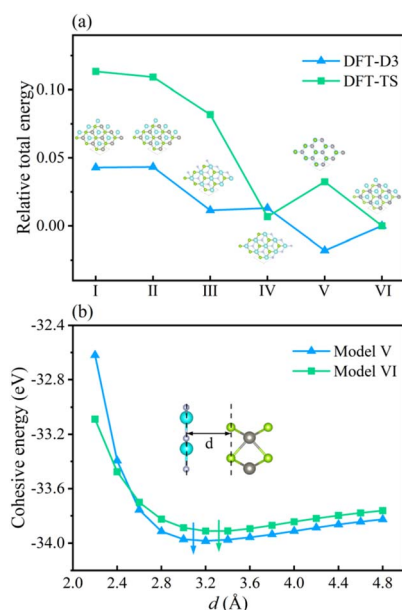 (a)
DFT-D3
DFT-TS
Relative total energy
0.10
0.05
0.00
I II III IV V VI
(b)
Model V
Model VI
Cohesive energy (eV)
-32.4
-32.8
-33.2
-33.6
-34.0
d
2.0 2.4 2.8 3.2 3.6 4.0 4.4 4.8
d (Å)